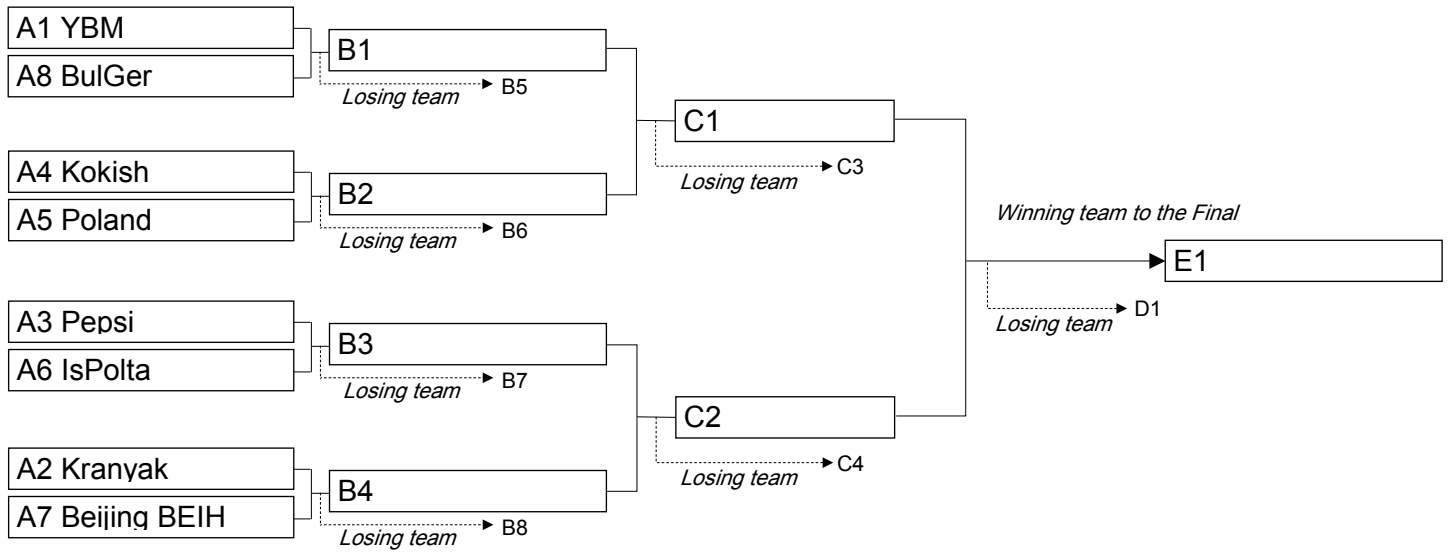 A1 YBM
A8 BulGer
B1
Losing team
B5
A4 Kokish
A5 Poland
B2
Losing team
B6
C1
Losing team
C3
A3 Pepsi
A6 IsPolta
B3
Losing team
B7
A2 Kranyak
A7 Beijing BEIH
B4
Losing team
B8
C2
Losing team
C4
Winning team to the Final
E1
Losing team
D1